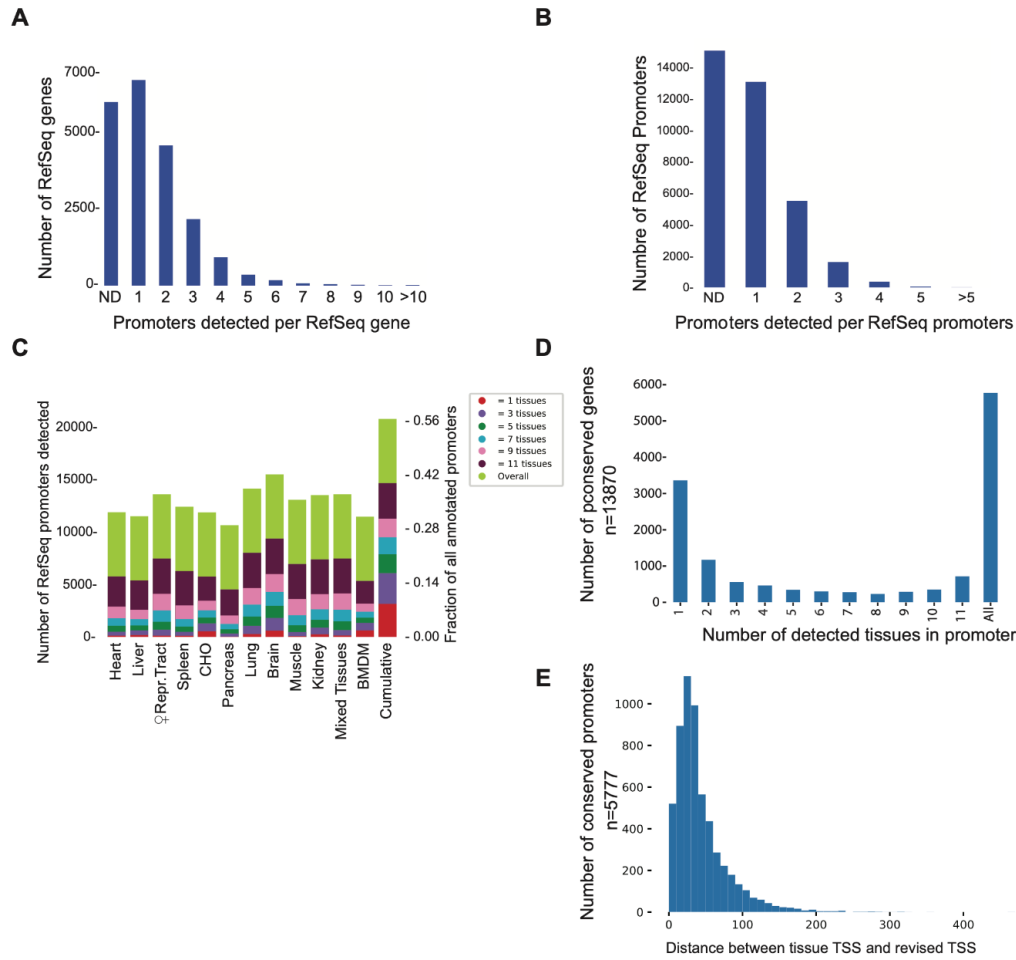 A
7000-
5000-
2500-
0-
Number of RefSeq genes
ND 1 2 3 4 5 6 7 8 9 10 >10
Promoters detected per RefSeq gene
B
14000-
12000-
10000-
8000-
6000-
4000-
2000-
0-
Numbre of RefSeq Promoters
ND 1 2 3 4 5 >5
Promoters detected per RefSeq promoters
C
Number of RefSeq promoters detected
20000-
15000-
10000-
5000-
0-
- 0.56
- 0.42
- 0.28
- 0.14
- 0.00
Fraction of all annotated promoters
= 1 tissues
= 3 tissues
= 5 tissues
= 7 tissues
= 9 tissues
= 11 tissues
Overall
Heart
Liver
♀Repr.Tract
Spleen
CHO
Pancreas
Lung
Brain
Muscle
Kidney
Mixed Tissues
BMDM
Cumulative
D
Number of pconserved genes
n=13870
6000-
5000-
4000-
3000-
2000-
1000-
0-
1 2 3 4 5 6 7 8 9 10 11 All
Number of detected tissues in promoter
E
Number of conserved promoters
n=5777
1000
800
600
400
200
0
0 100 200 300 400
Distance between tissue TSS and revised TSS